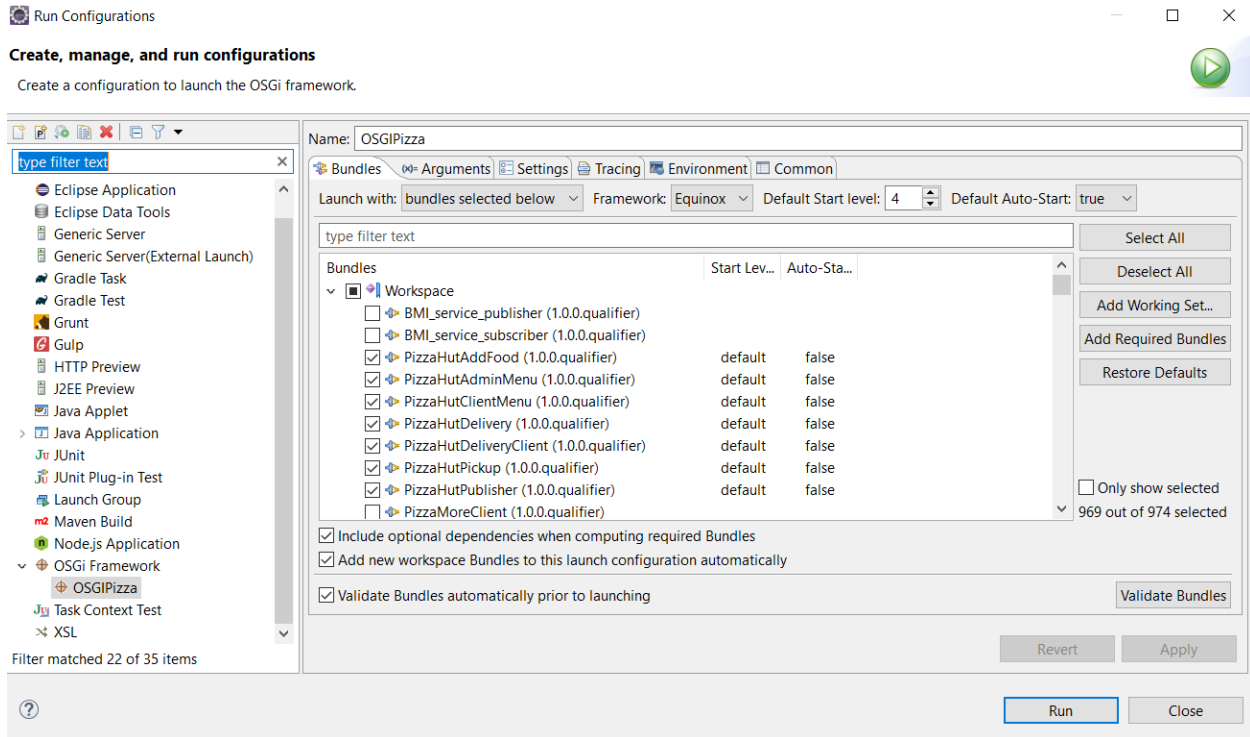 Run Configurations
Create, manage, and run configurations
Create a configuration to launch the OSGi framework.
type filter text
Eclipse Application
Eclipse Data Tools
Generic Server
Generic Server(External Launch)
Gradle Task
Gradle Test
Grunt
Gulp
HTTP Preview
J2EE Preview
Java Applet
Java Application
JUnit
JUnit Plug-in Test
Launch Group
Maven Build
Node.js Application
OSGi Framework
OSGIPizza
Task Context Test
XSL
Filter matched 22 of 35 items
Name: OSGIPizza
Bundles (x)= Arguments Settings Tracing Environment Common
Launch with: bundles selected below Framework: Equinox Default Start level: 4 Default Auto-Start: true
type filter text
Bundles Start Lev... Auto-Sta...
Workspace
BMI_service_publisher (1.0.0.qualifier)
BMI_service_subscriber (1.0.0.qualifier)
PizzaHutAddFood (1.0.0.qualifier) default false
PizzaHutAdminMenu (1.0.0.qualifier) default false
PizzaHutClientMenu (1.0.0.qualifier) default false
PizzaHutDelivery (1.0.0.qualifier) default false
PizzaHutDeliveryClient (1.0.0.qualifier) default false
PizzaHutPickup (1.0.0.qualifier) default false
PizzaHutPublisher (1.0.0.qualifier) default false
PizzaMoreClient (1.0.0.qualifier)
Select All
Deselect All
Add Working Set...
Add Required Bundles
Restore Defaults
Only show selected
969 out of 974 selected
Include optional dependencies when computing required Bundles
Add new workspace Bundles to this launch configuration automatically
Validate Bundles automatically prior to launching
Validate Bundles
Revert Apply
Run Close